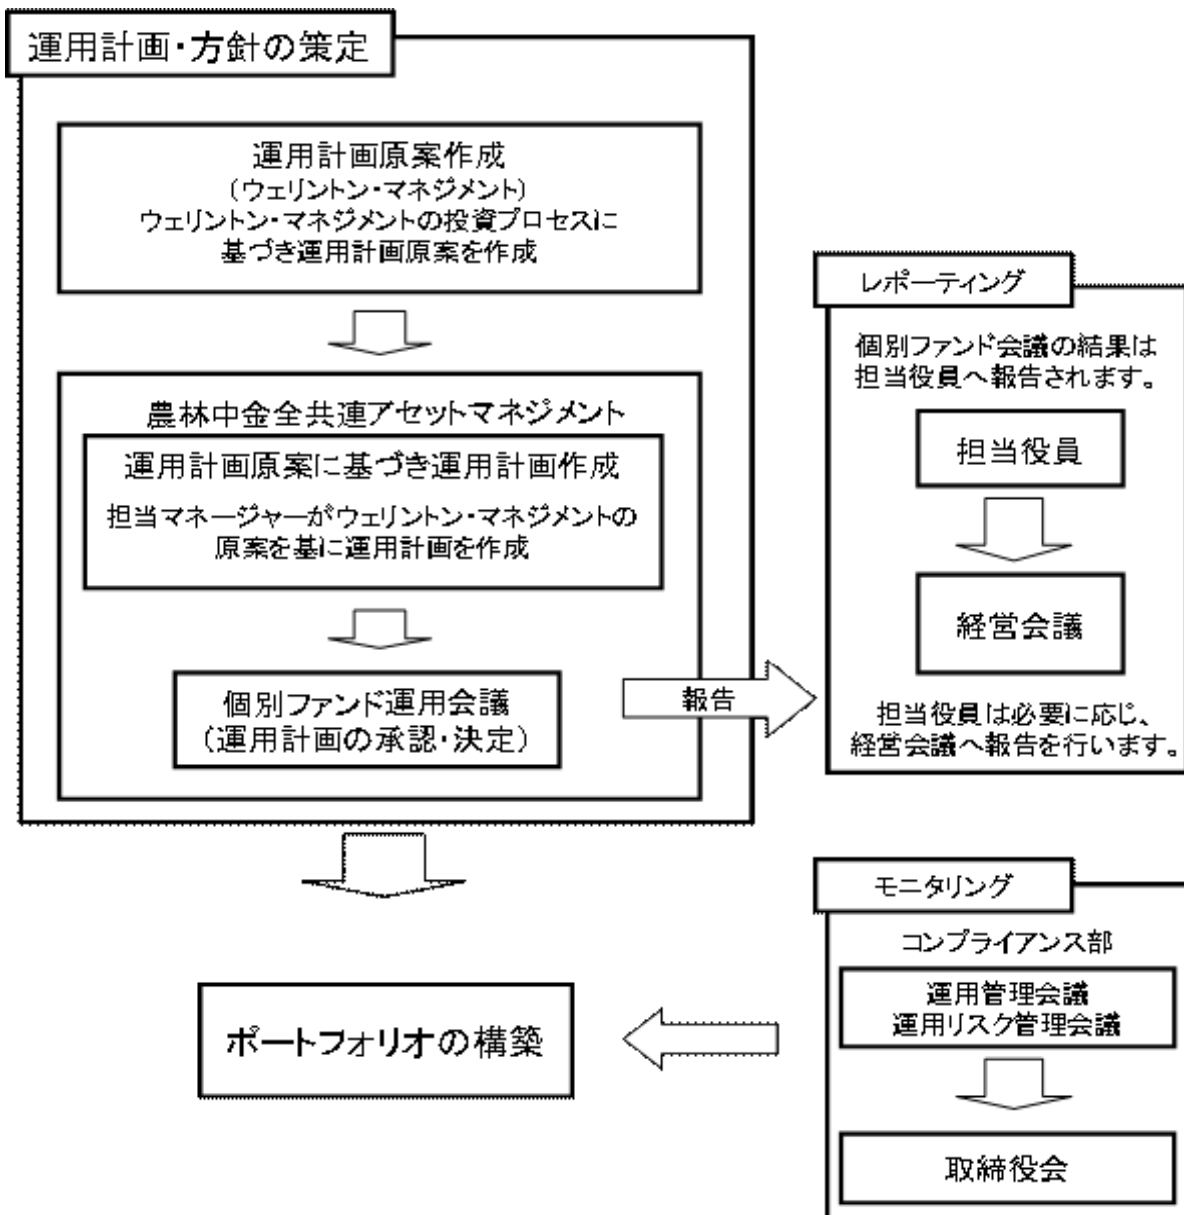 運用計画・方針の策定
運用計画原案作成
（ウェリントン・マネジメント）
ウェリントン・マネジメントの投資プロセスに
基づき運用計画原案を作成
農林中金全共連アセットマネジメント
運用計画原案に基づき運用計画作成
担当マネージャーがウェリントン・マネジメントの
原案を基に運用計画を作成
個別ファンド運用会議
（運用計画の承認・決定）
報告
レポーティング
個別ファンド会議の結果は
担当役員へ報告されます。
担当役員
経営会議
担当役員は必要に応じ、
経営会議へ報告を行います。
ポートフォリオの構築
モニタリング
コンプライアンス部
運用管理会議
運用リスク管理会議
取締役会